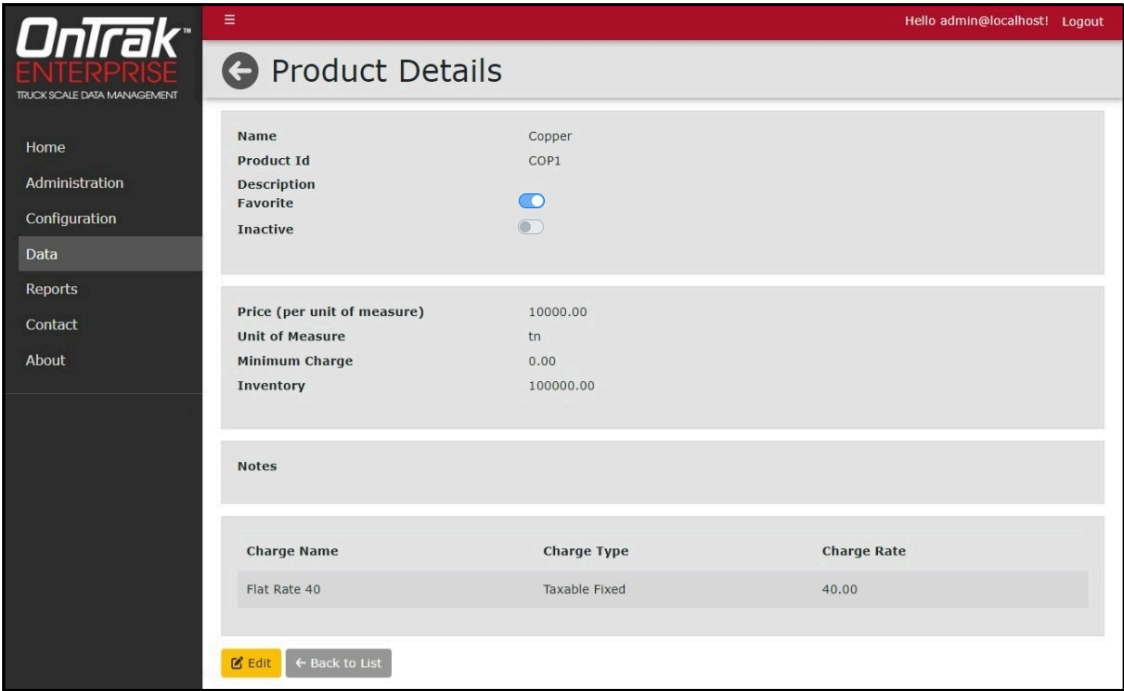 OnTrak™
ENTERPRISE
TRUCK SCALE DATA MANAGEMENT
Hello admin@localhost! Logout
Product Details
Home
Administration
Configuration
Data
Reports
Contact
About
Name Copper
Product Id COP1
Description
Favorite
Inactive
Price (per unit of measure) 10000.00
Unit of Measure tn
Minimum Charge 0.00
Inventory 100000.00
Notes
Charge Name Charge Type Charge Rate
Flat Rate 40 Taxable Fixed 40.00
Edit ← Back to List